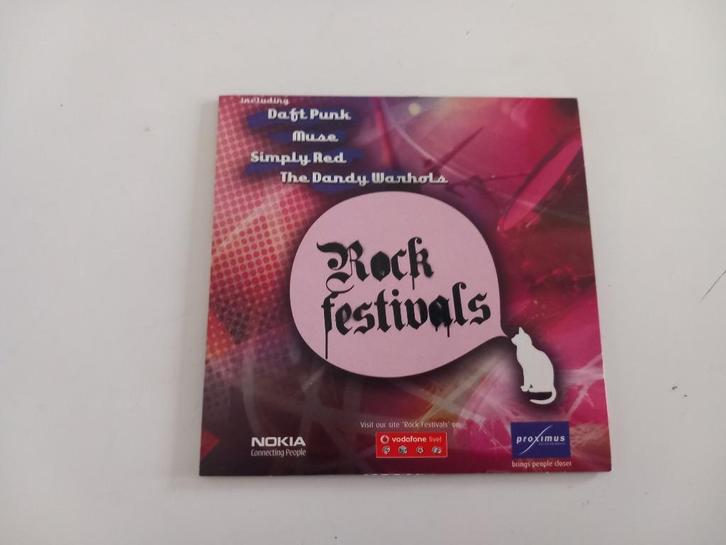 including
Daft Punk
Muse
Simply Red
The Dandy Warhols
Rock
festivals
Visit our site 'Rock Festivals' on
NOKIA
Connecting People
vodafone live!
proximus
brings people closer